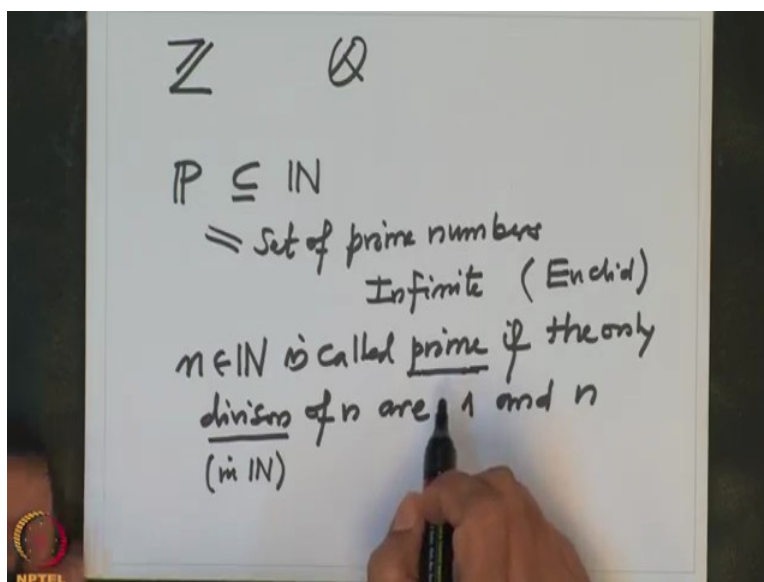 ℤ ℚ
ℙ ⊆ ℕ
= Set of prime numbers
Infinite (Euclid)
n ∈ ℕ is called prime if the only
divisors of n are 1 and n
(in ℕ)
NPTEL